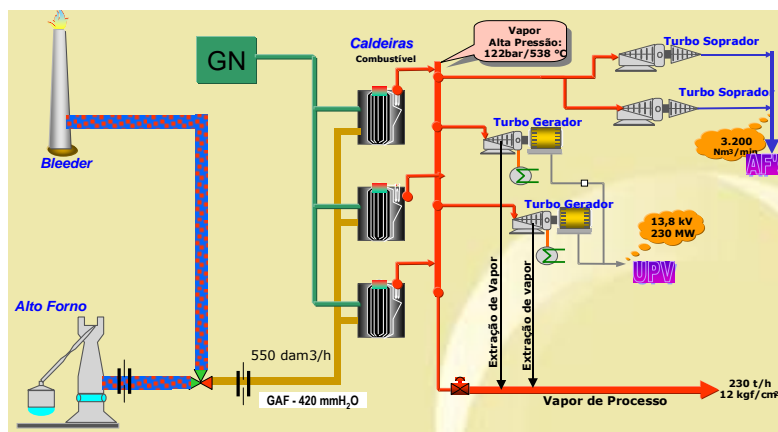 Bleeder
GN
Caldeiras
Combustível
Vapor
Alta Pressão:
122bar/538 °C
Turbo Soprador
Turbo Soprador
3.200
Nm3/min
Turbo Gerador
Turbo Gerador
13,8 kV
230 MW
UPV
Extração de Vapor
Extração de vapor
Alto Forno
550 dam3/h
GAF - 420 mmH2O
Vapor de Processo
230 t/h
12 kgf/cm2